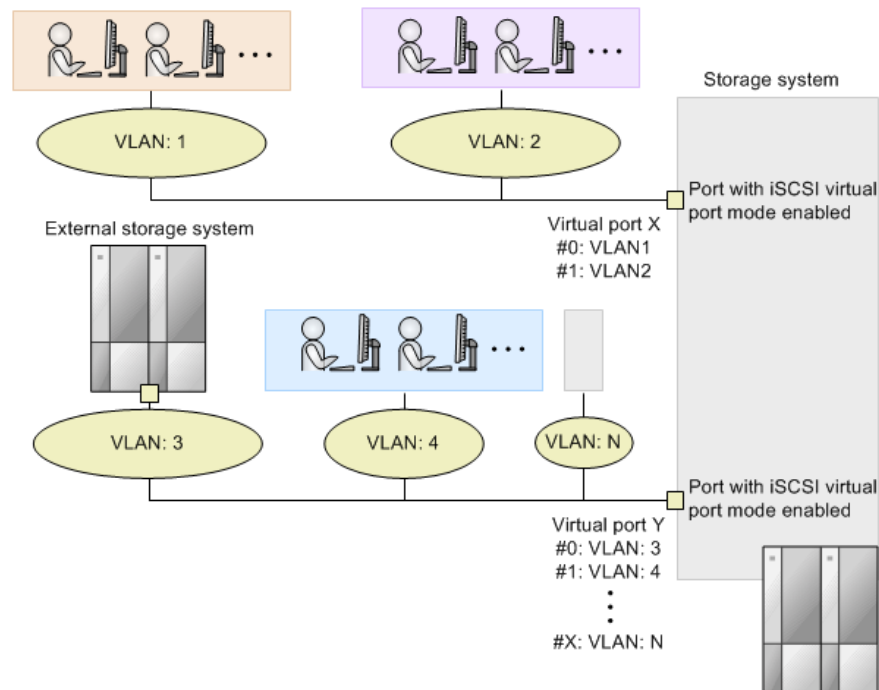 Storage system
VLAN: 1
VLAN: 2
Port with iSCSI virtual
port mode enabled
Virtual port X
#0: VLAN1
#1: VLAN2
External storage system
VLAN: 3
VLAN: 4
VLAN: N
Port with iSCSI virtual
port mode enabled
Virtual port Y
#0: VLAN: 3
#1: VLAN: 4
#X: VLAN: N